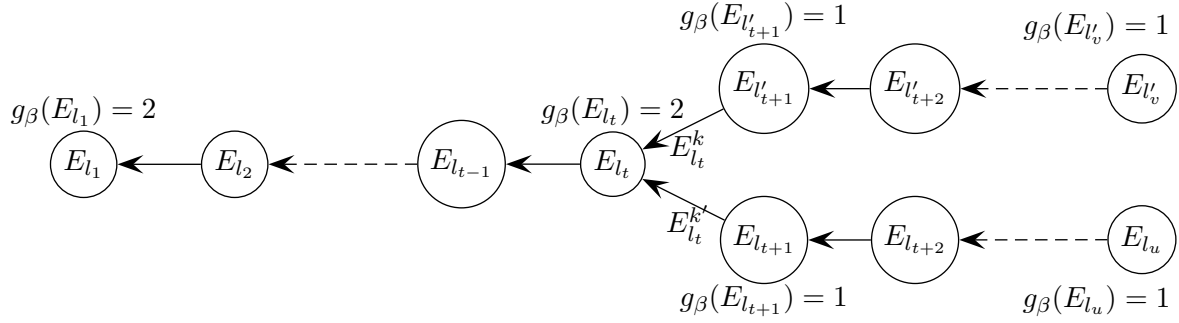 g_β(E_{l'_{t+1}}) = 1
g_β(E_{l'_v}) = 1
E_{l'_{t+1}}
E_{l'_{t+2}}
E_{l'_v}
g_β(E_{l_1}) = 2
g_β(E_{l_t}) = 2
E_{l_t}^k
E_{l_1}
E_{l_2}
E_{l_{t-1}}
E_{l_t}
E_{l_t}^{k'}
E_{l_{t+1}}
E_{l_{t+2}}
E_{l_u}
g_β(E_{l_{t+1}}) = 1
g_β(E_{l_u}) = 1